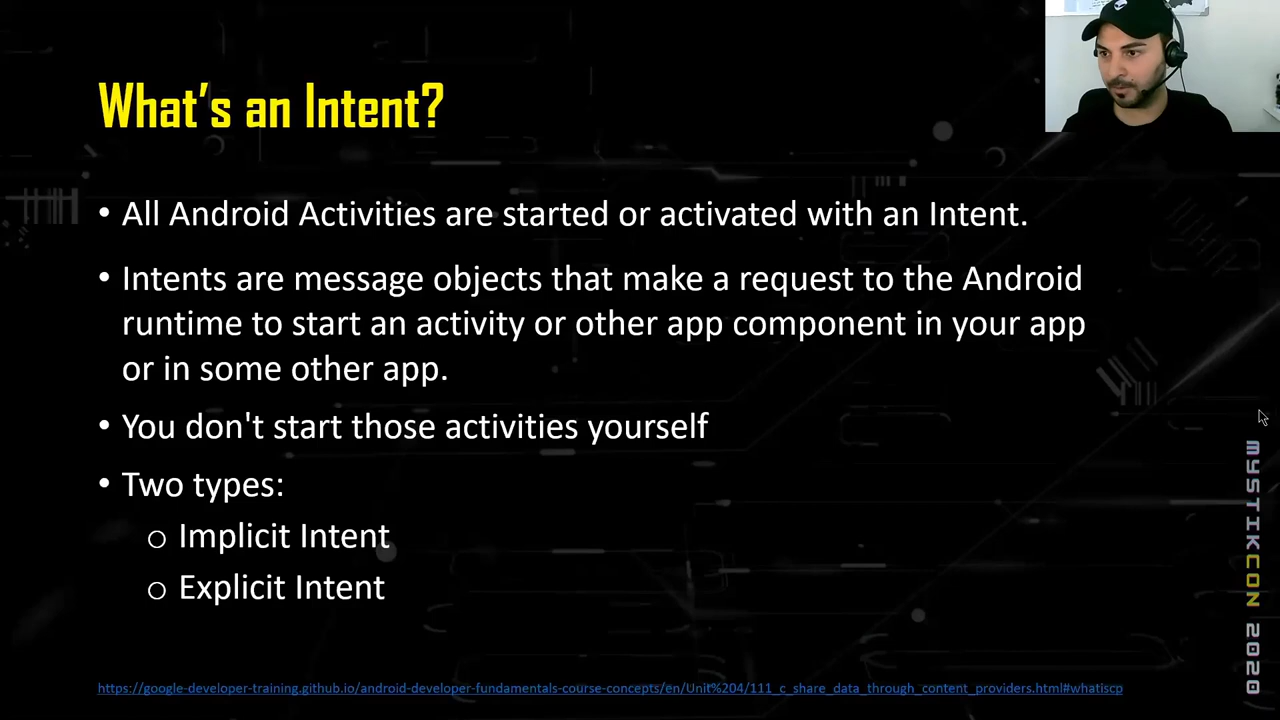 What's an Intent?
• All Android Activities are started or activated with an Intent.
• Intents are message objects that make a request to the Android
runtime to start an activity or other app component in your app
or in some other app.
• You don't start those activities yourself
• Two types:
o Implicit Intent
o Explicit Intent
https://google-developer-training.github.io/android-developer-fundamentals-course-concepts/en/Unit%204/111_c_share_data_through_content_providers.html#whatiscp
MYSTIKCON 2020